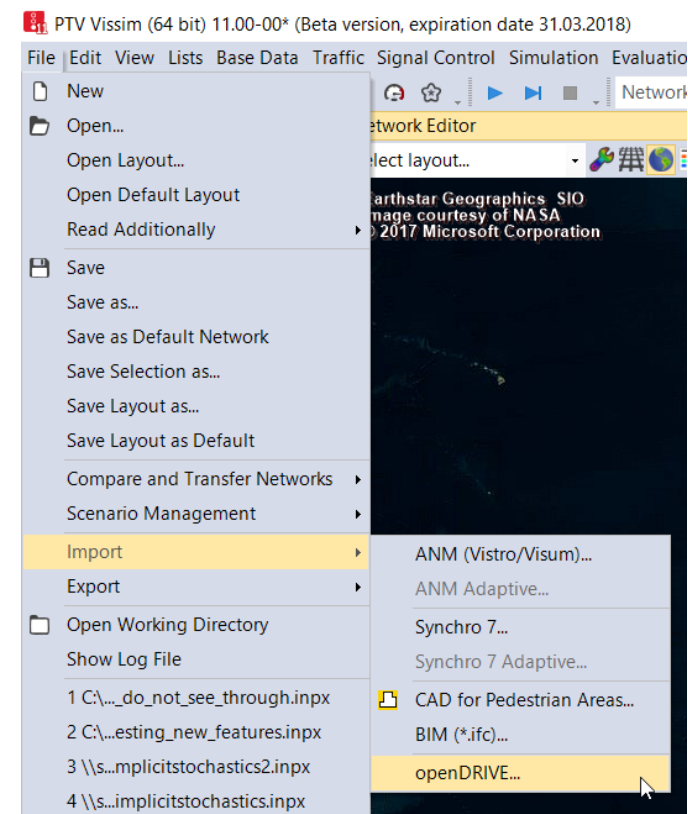 PTV Vissim (64 bit) 11.00-00* (Beta version, expiration date 31.03.2018)
File Edit View Lists Base Data Traffic Signal Control Simulation Evaluatio
New
Network
Open...
etwork Editor
Open Layout...
elect layout...
Open Default Layout
arthstar Geographics SIO
Read Additionally
mage courtesy of NASA
© 2017 Microsoft Corporation
Save
Save as...
Save as Default Network
Save Selection as...
Save Layout as...
Save Layout as Default
Compare and Transfer Networks
Scenario Management
Import
ANM (Vistro/Visum)...
Export
ANM Adaptive...
Open Working Directory
Synchro 7...
Show Log File
Synchro 7 Adaptive...
1 C:\..._do_not_see_through.inpx
CAD for Pedestrian Areas...
2 C:\...esting_new_features.inpx
BIM (*.ifc)...
3 \\s...mplicitstochastics2.inpx
openDRIVE...
4 \\s...implicitstochastics.inpx